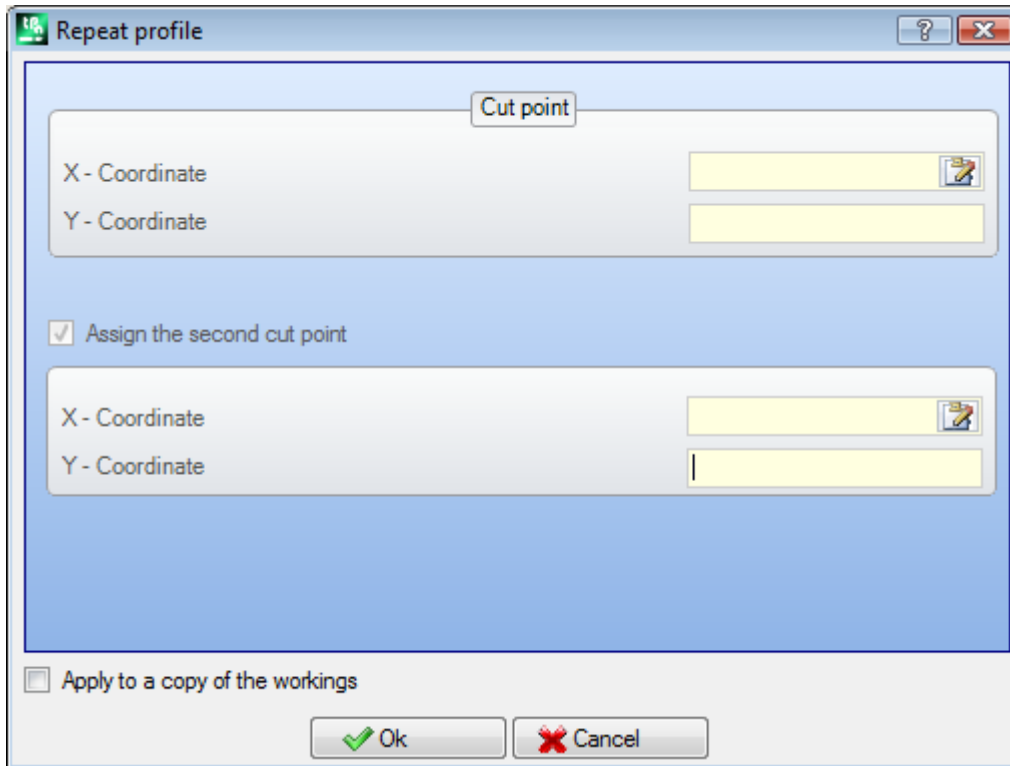 Repeat profile
Cut point
X - Coordinate
Y - Coordinate
Assign the second cut point
X - Coordinate
Y - Coordinate
Apply to a copy of the workings
Ok Cancel